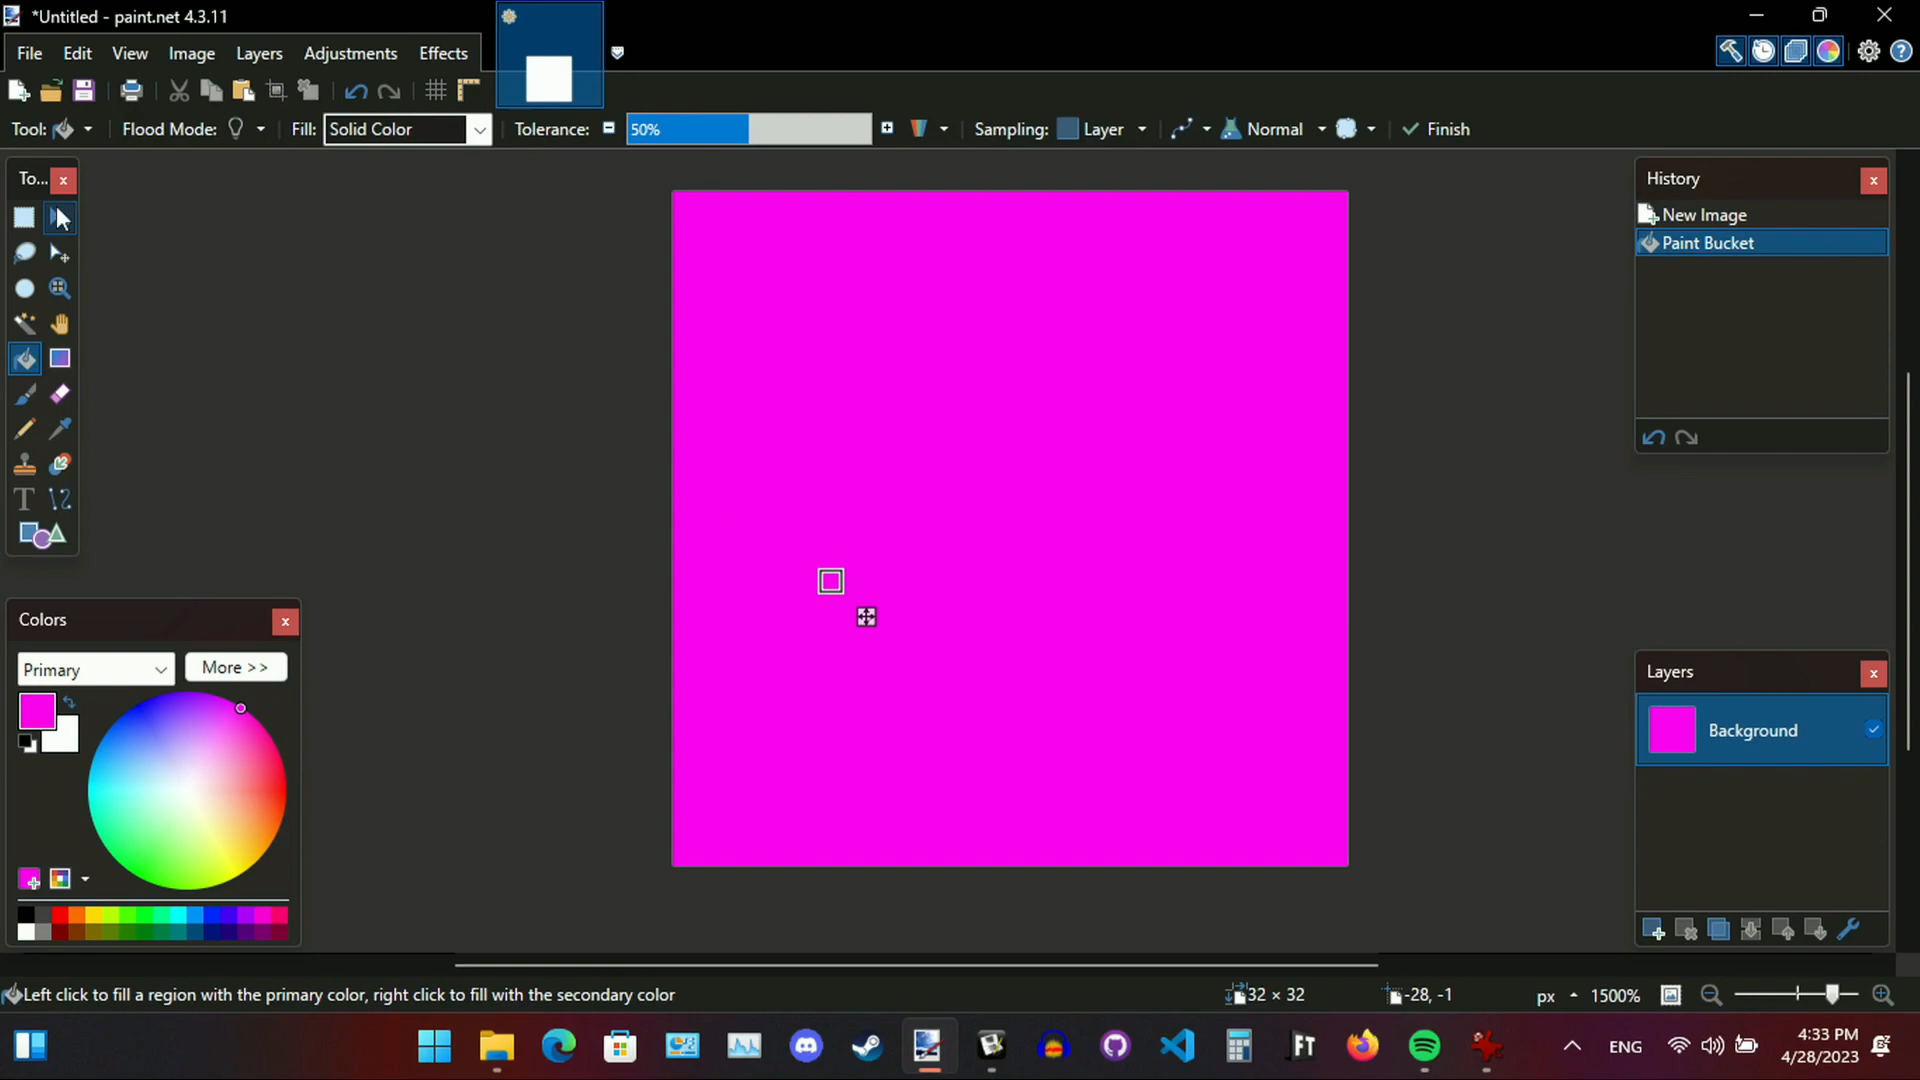 *Untitled - paint.net 4.3.11
File Edit View Image Layers Adjustments Effects
Tool: Flood Mode: Fill: Solid Color Tolerance: 50% Sampling: Layer Normal Finish
To...
History
New Image
Paint Bucket
T
Colors
Primary More >>
Layers
Background
Left click to fill a region with the primary color, right click to fill with the secondary color 32 × 32 -28, -1 px 1500%
FT ENG 4:33 PM
4/28/2023